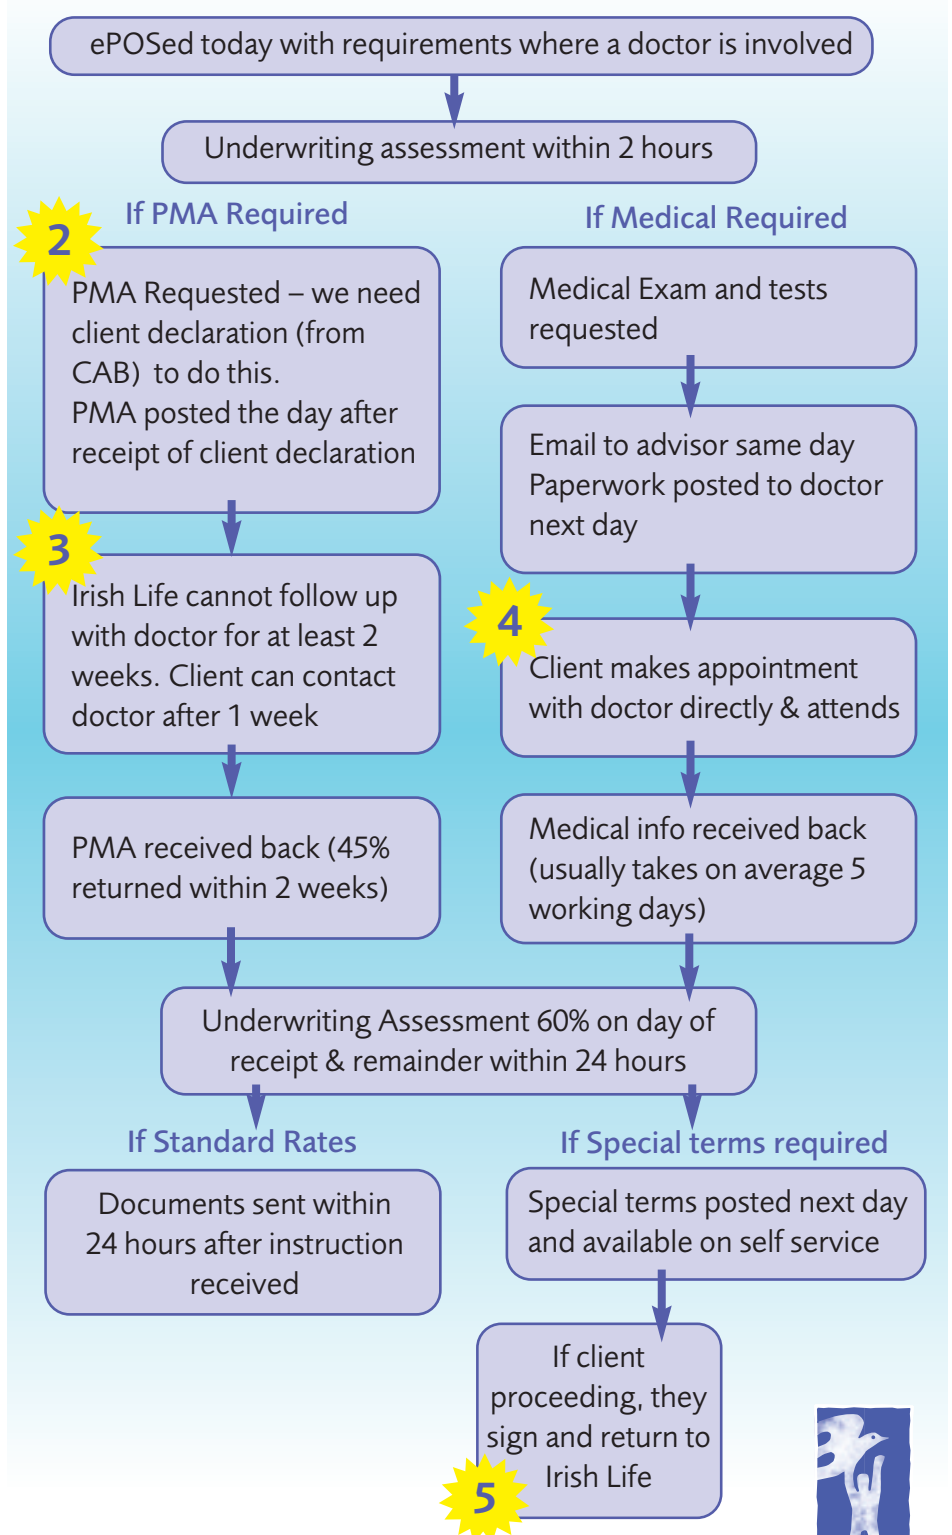 ePOSed today with requirements where a doctor is involved
Underwriting assessment within 2 hours
If PMA Required
2
PMA Requested – we need
client declaration (from
CAB) to do this.
PMA posted the day after
receipt of client declaration
3
Irish Life cannot follow up
with doctor for at least 2
weeks. Client can contact
doctor after 1 week
PMA received back (45%
returned within 2 weeks)
If Medical Required
Medical Exam and tests
requested
Email to advisor same day
Paperwork posted to doctor
next day
4
Client makes appointment
with doctor directly & attends
Medical info received back
(usually takes on average 5
working days)
Underwriting Assessment 60% on day of
receipt & remainder within 24 hours
If Standard Rates
Documents sent within
24 hours after instruction
received
If Special terms required
Special terms posted next day
and available on self service
If client
proceeding, they
sign and return to
Irish Life
5